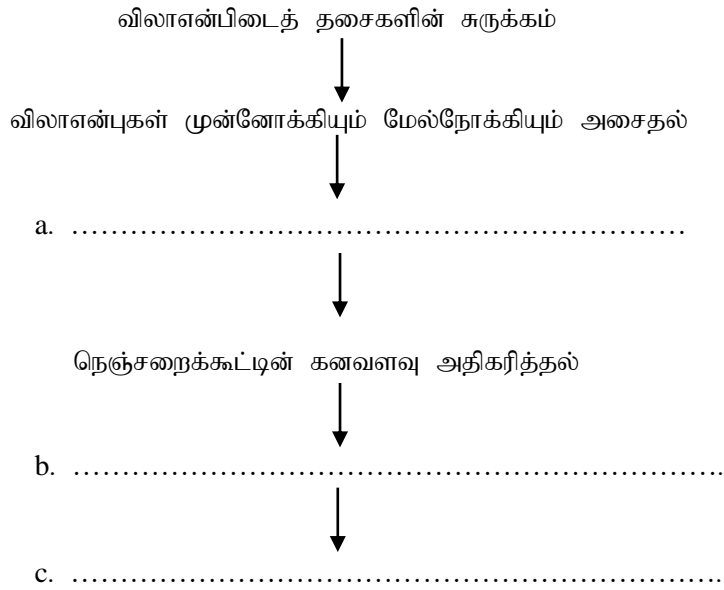 விலாஎன்பிடைத் தசைகளின் சுருக்கம்
விலாஎன்புகள் முன்னோக்கியும் மேல்நோக்கியும் அசைதல்
a. ……………………………………………………
நெஞ்சறைக்கூட்டின் கனவளவு அதிகரித்தல்
b. ……………………………………………………….
c. ……………………………………………………….